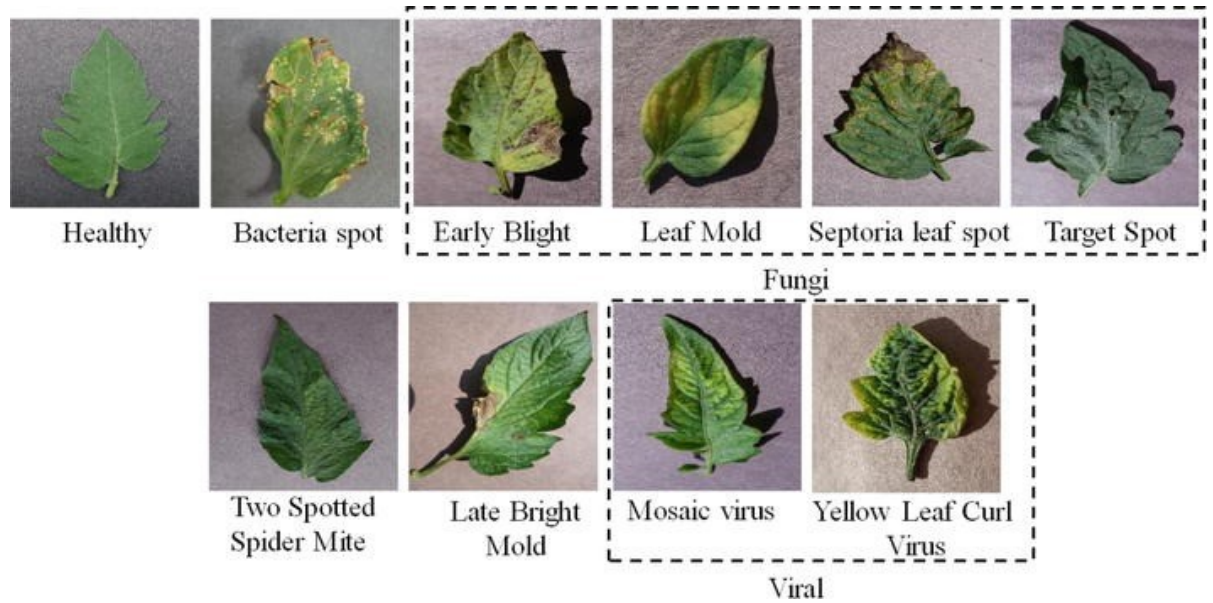 Healthy
Bacteria spot
Early Blight
Leaf Mold
Septoria leaf spot
Target Spot
Fungi
Two Spotted
Spider Mite
Late Bright
Mold
Mosaic virus
Yellow Leaf Curl
Virus
Viral